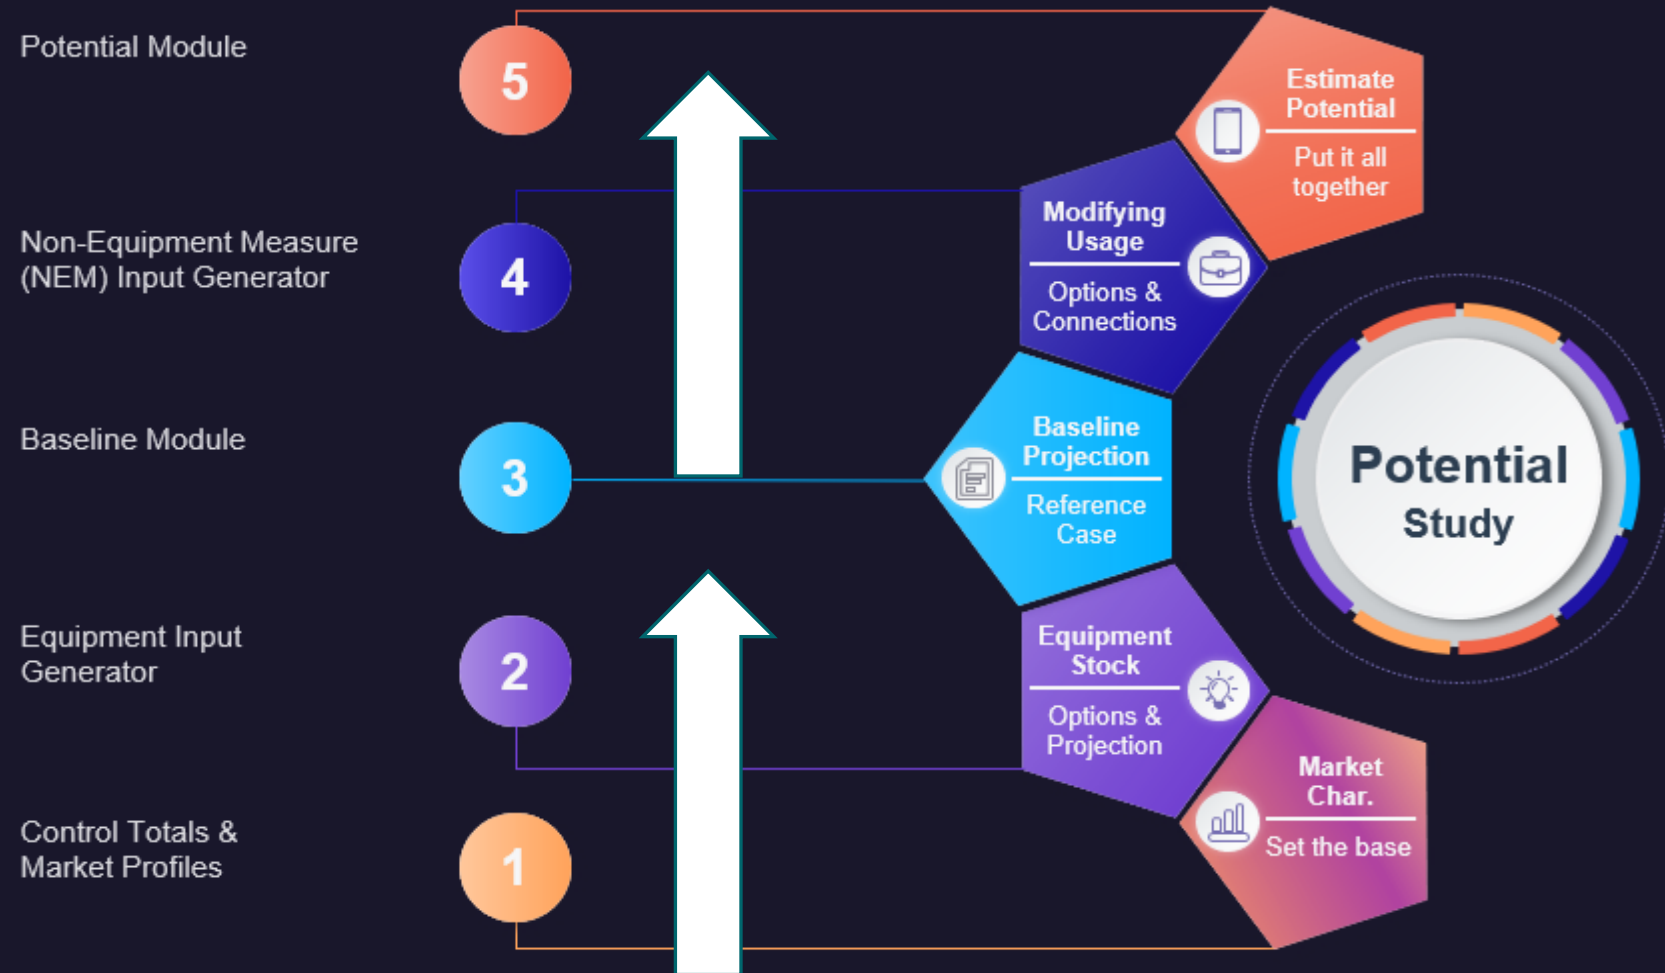 Potential Module
5
Estimate
Potential
Put it all
together
Non-Equipment Measure
(NEM) Input Generator
4
Modifying
Usage
Options &
Connections
Baseline Module
3
Baseline
Projection
Reference
Case
Potential
Study
Equipment Input
Generator
2
Equipment
Stock
Options &
Projection
Control Totals &
Market Profiles
1
Market
Char.
Set the base